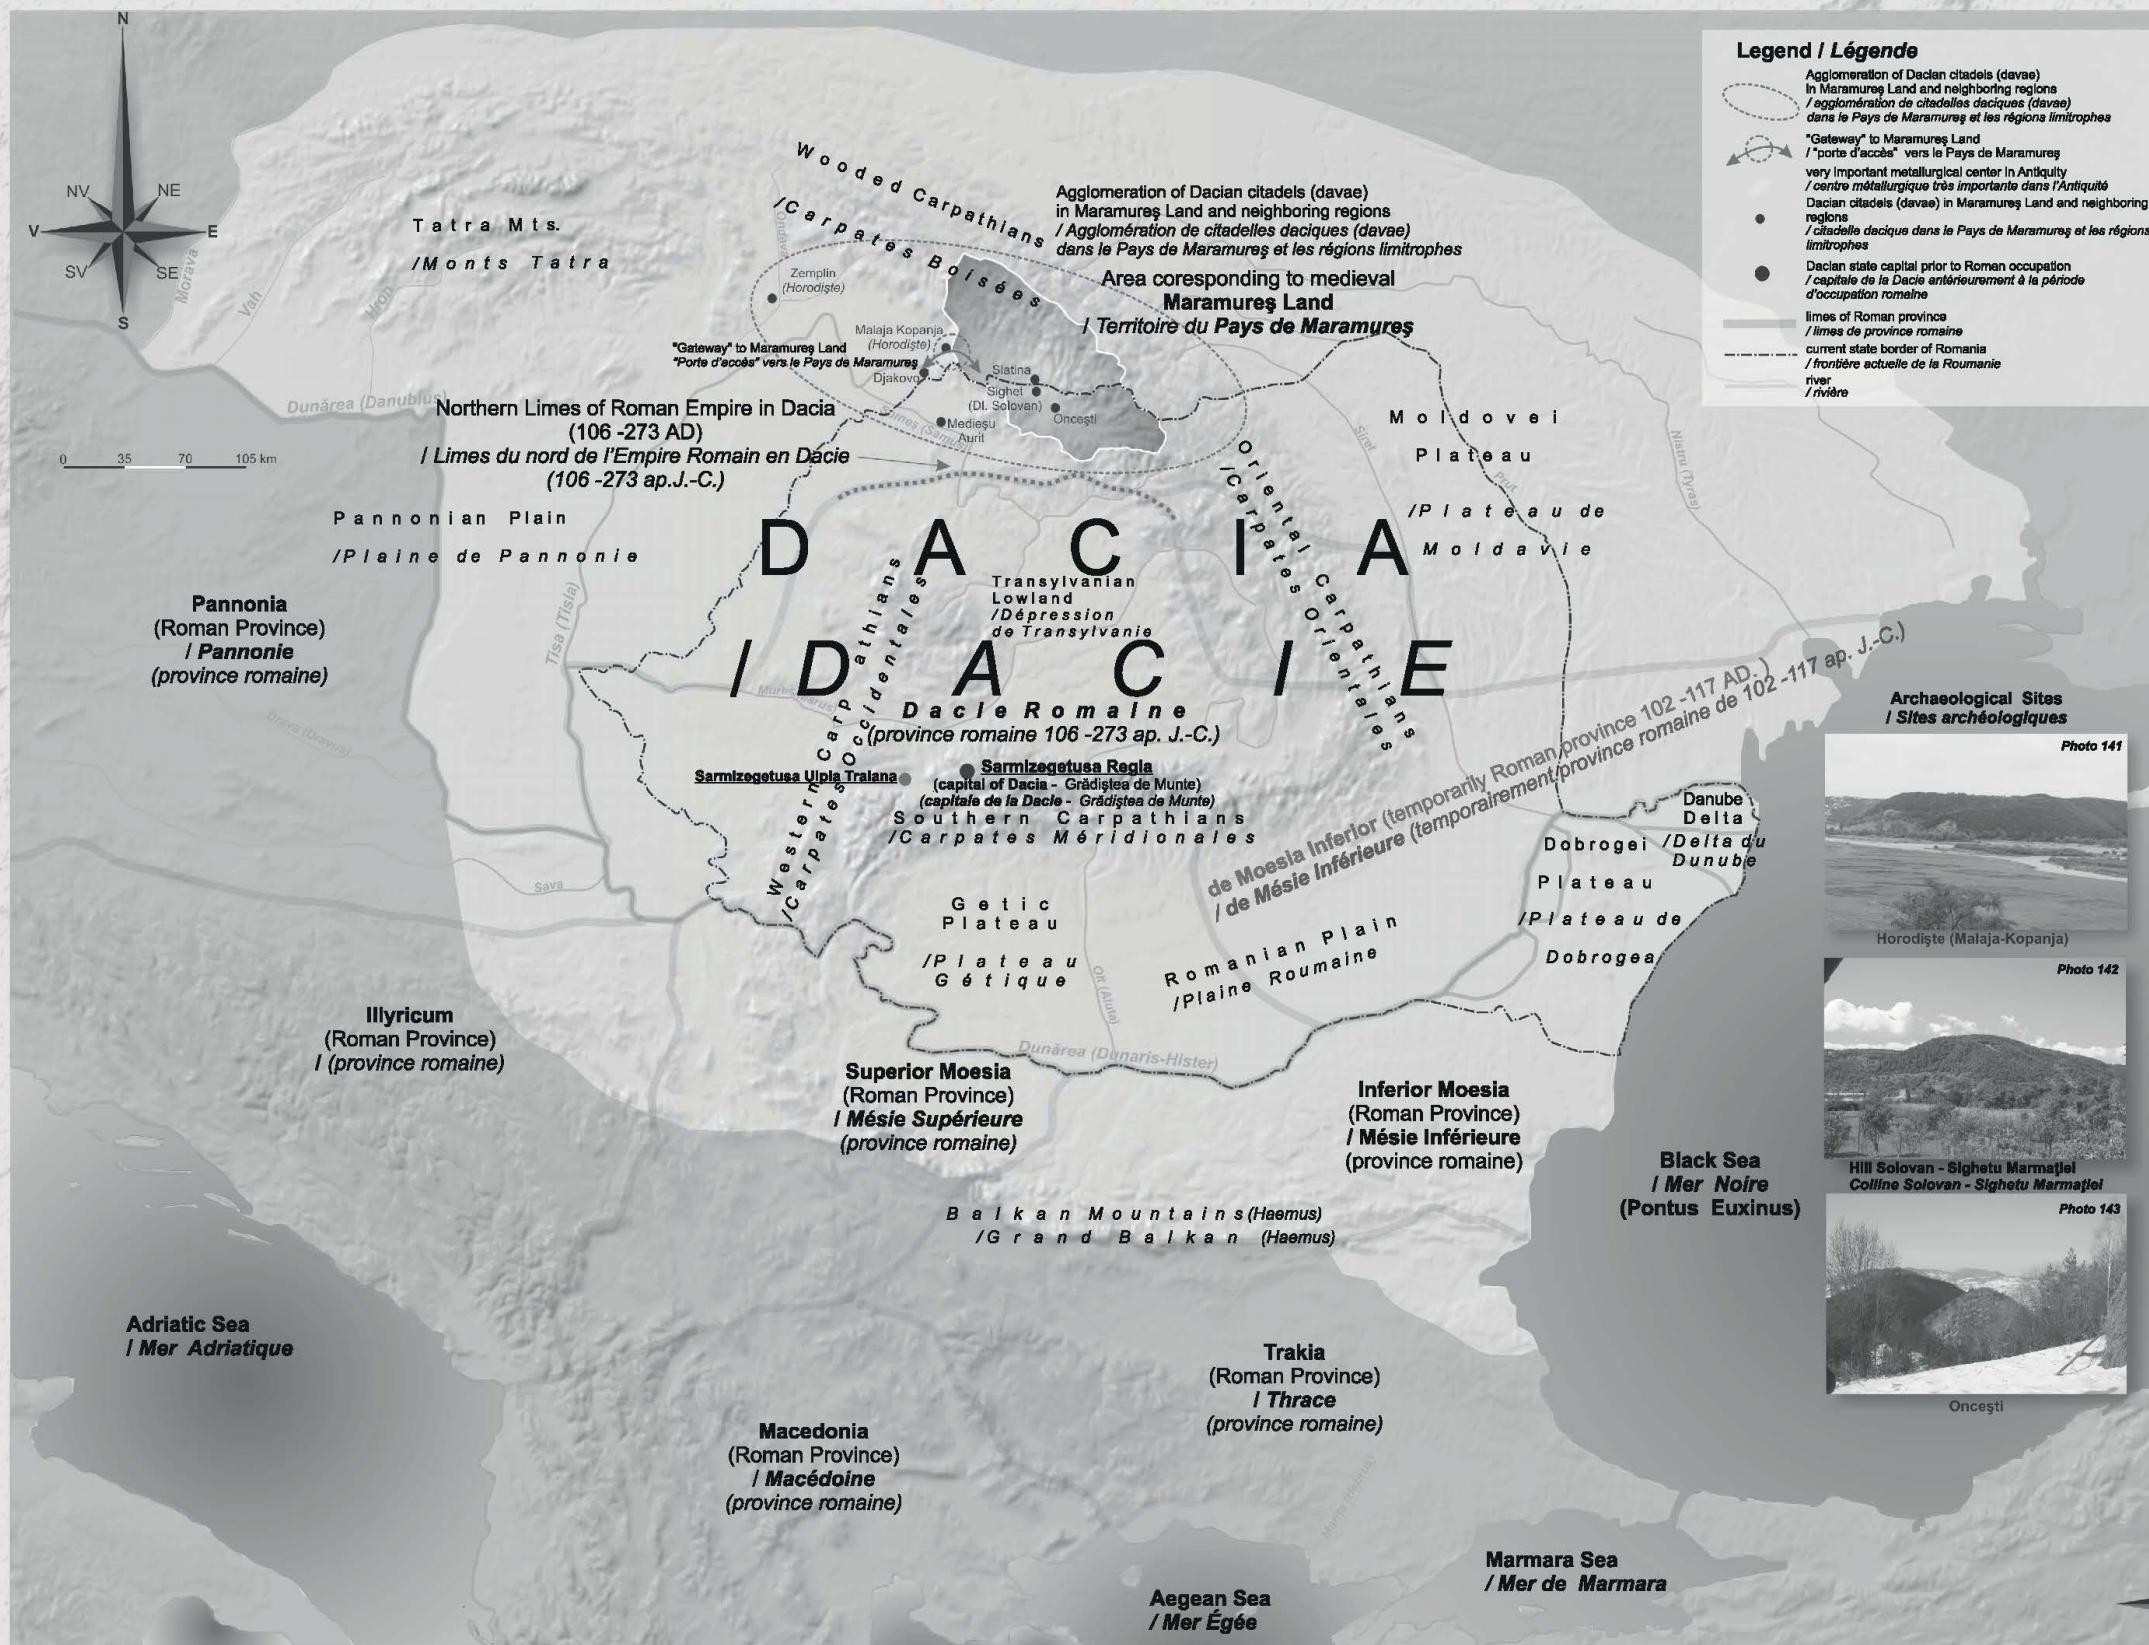 N
NV
NE
V
E
SV
SE
S
Morava
Vah
Hron
Tatra Mts.
/Monts Tatra
Wooded Carpathians
/Carpates Boisées
Ondava
Zemplin
(Horodişte)
Agglomeration of Dacian citadels (davae)
in Maramureş Land and neighboring regions
/ Agglomération de citadelles daciques (davae)
dans le Pays de Maramureş et les régions limitrophes
Area coresponding to medieval
Maramureş Land
/ Territoire du Pays de Maramureş
Malaja Kopanja
(Horodişte)
"Gateway" to Maramureş Land
"Porte d'accès" vers le Pays de Maramureş
Djakovo
Slatina
Sighet
(Dl. Solovan)
Onceşti
Medieşu
Aurit
Someş (Samus)
Dunărea (Danubius)
Northern Limes of Roman Empire in Dacia
(106 -273 AD)
/ Limes du nord de l'Empire Romain en Dacie
(106 -273 ap.J.-C.)
0 35 70 105 km
Pannonian Plain
/Plaine de Pannonie
Pannonia
(Roman Province)
/ Pannonie
(province romaine)
Tisa (Tisia)
Drava (Dravis)
Sava
Siret
Prut
Nistru (Tyras)
Moldovei
Plateau
/Plateau de
Moldavie
Oriental Carpathians
/Carpates Orientales
DACIA
Transylvanian
Lowland
/Dépression
de Transylvanie
/DACIE
Dacie Romaine
(province romaine 106 -273 ap. J.-C.)
Western Carpathians
/Carpates Occidentales
Sarmizegetusa Ulpia Traiana
Sarmizegetusa Regia
(capital of Dacia - Grădiştea de Munte)
(capitale de la Dacie - Grădiştea de Munte)
Southern Carpathians
/Carpates Méridionales
de Moesia Inferior (temporarily Roman province 102 -117 AD. )
/ de Mésie Inférieure (temporairement province romaine de 102 -117 ap. J.-C.)
Danube
Delta
/Delta du
Dunube
Dobrogei
Plateau
/Plateau de
Dobrogea
Getic
Plateau
/Plateau
Gétique
Olt (Aluta)
Romanian Plain
/Plaine Roumaine
Dunărea (Dunaris-Hister)
Illyricum
(Roman Province)
/ (province romaine)
Superior Moesia
(Roman Province)
/ Mésie Supérieure
(province romaine)
Inferior Moesia
(Roman Province)
/ Mésie Inférieure
(province romaine)
Black Sea
/ Mer Noire
(Pontus Euxinus)
Balkan Mountains (Haemus)
/Grand Balkan (Haemus)
Adriatic Sea
/ Mer Adriatique
Trakia
(Roman Province)
/ Thrace
(province romaine)
Macedonia
(Roman Province)
/ Macédoine
(province romaine)
Marmara Sea
/ Mer de Marmara
Aegean Sea
/ Mer Égée
Legend / Légende
Agglomeration of Dacian citadels (davae)
in Maramureş Land and neighboring regions
/ agglomération de citadelles daciques (davae)
dans le Pays de Maramureş et les régions limitrophes
"Gateway" to Maramureş Land
/ "porte d'accès" vers le Pays de Maramureş
very important metallurgical center in Antiquity
/ centre métallurgique très importante dans l'Antiquité
Dacian citadels (davae) in Maramureş Land and neighboring
regions
/ citadelle dacique dans le Pays de Maramureş et les régions
limitrophes
Dacian state capital prior to Roman occupation
/ capitale de la Dacie antérieurement à la période
d'occupation romaine
limes of Roman province
/ limes de province romaine
current state border of Romania
/ frontière actuelle de la Roumanie
river
/ rivière
Archaeological Sites
/ Sites archéologiques
Photo 141
Horodişte (Malaja-Kopanja)
Photo 142
Hill Solovan - Sighetu Marmaţiei
Colline Solovan - Sighetu Marmaţiei
Photo 143
Onceşti